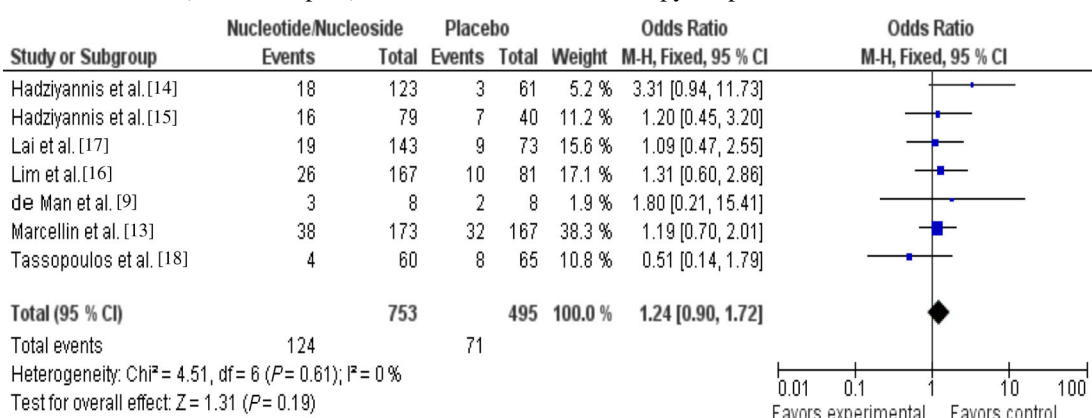 Nucleotide/Nucleoside Placebo Odds Ratio Odds Ratio
Study or Subgroup Events Total Events Total Weight M-H, Fixed, 95 % CI M-H, Fixed, 95 % CI
Hadziyannis et al.[14] 18 123 3 61 5.2 % 3.31 [0.94, 11.73]
Hadziyannis et al.[15] 16 79 7 40 11.2 % 1.20 [0.45, 3.20]
Lai et al. [17] 19 143 9 73 15.6 % 1.09 [0.47, 2.55]
Lim et al.[16] 26 167 10 81 17.1 % 1.31 [0.60, 2.86]
de Man et al. [9] 3 8 2 8 1.9 % 1.80 [0.21, 15.41]
Marcellin et al. [13] 38 173 32 167 38.3 % 1.19 [0.70, 2.01]
Tassopoulos et al. [18] 4 60 8 65 10.8 % 0.51 [0.14, 1.79]
Total (95 % CI) 753 495 100.0 % 1.24 [0.90, 1.72]
Total events 124 71
Heterogeneity: Chi² = 4.51, df = 6 (P = 0.61); I² = 0 %
Test for overall effect: Z = 1.31 (P = 0.19)
0.01 0.1 1 10 100
Favors experimental Favors control